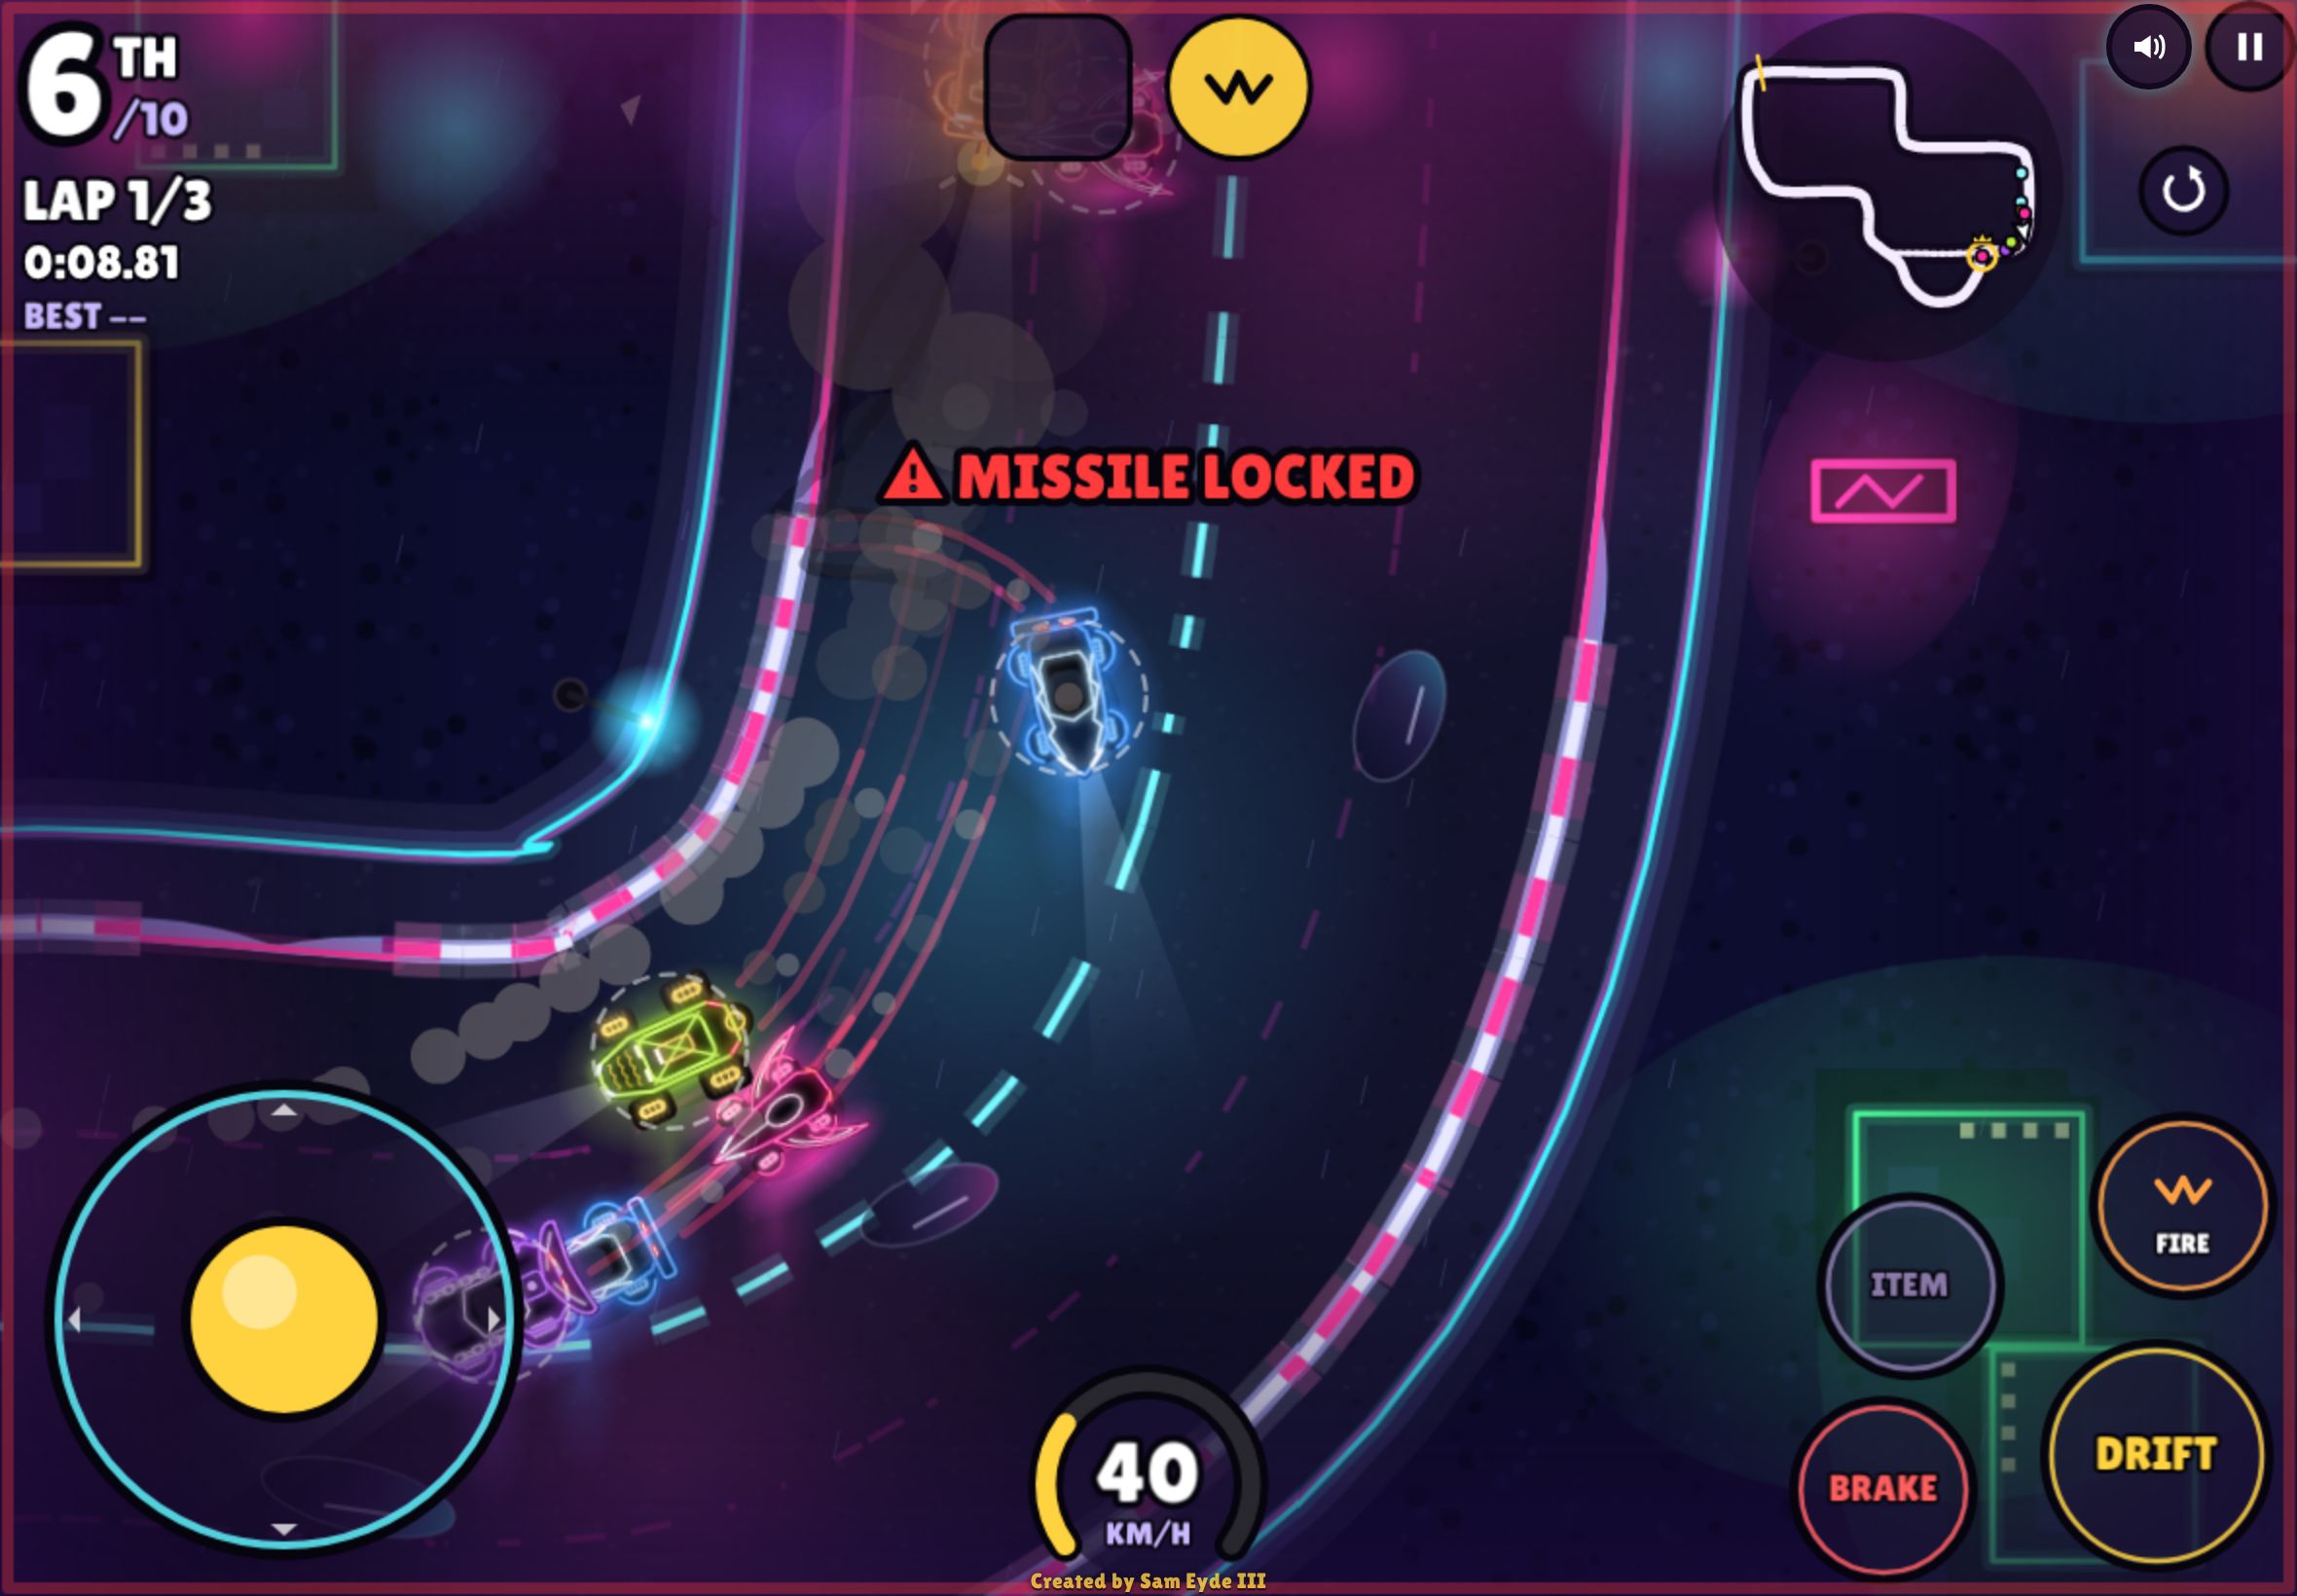 6TH
/10
LAP 1/3
0:08.81
BEST --
MISSILE LOCKED
FIRE
ITEM
DRIFT
BRAKE
40
KM/H
Created by Sam Eyde III